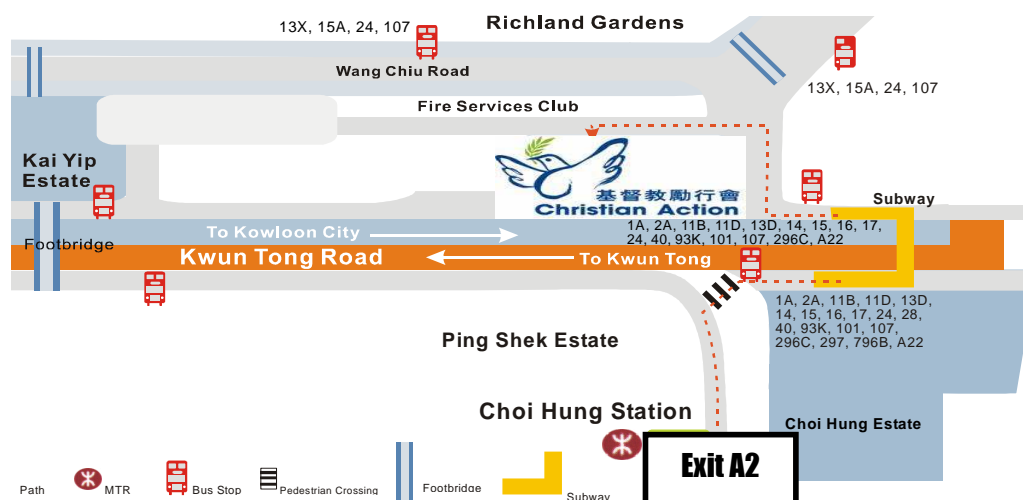 Richland Gardens
13X, 15A, 24, 107
Wang Chiu Road
13X, 15A, 24, 107
Fire Services Club
Kai Yip
Estate
基督教勵行會
Christian Action
Subway
To Kowloon City
1A, 2A, 11B, 11D, 13D, 14, 15, 16, 17,
24, 40, 93K, 101, 107, 296C, A22
Footbridge
Kwun Tong Road
To Kwun Tong
1A, 2A, 11B, 11D, 13D,
14, 15, 16, 17, 24, 28,
40, 93K, 101, 107,
296C, 297, 796B, A22
Ping Shek Estate
Choi Hung Station
Choi Hung Estate
Exit A2
Path
MTR
Bus Stop
Pedestrian Crossing
Footbridge
Subway